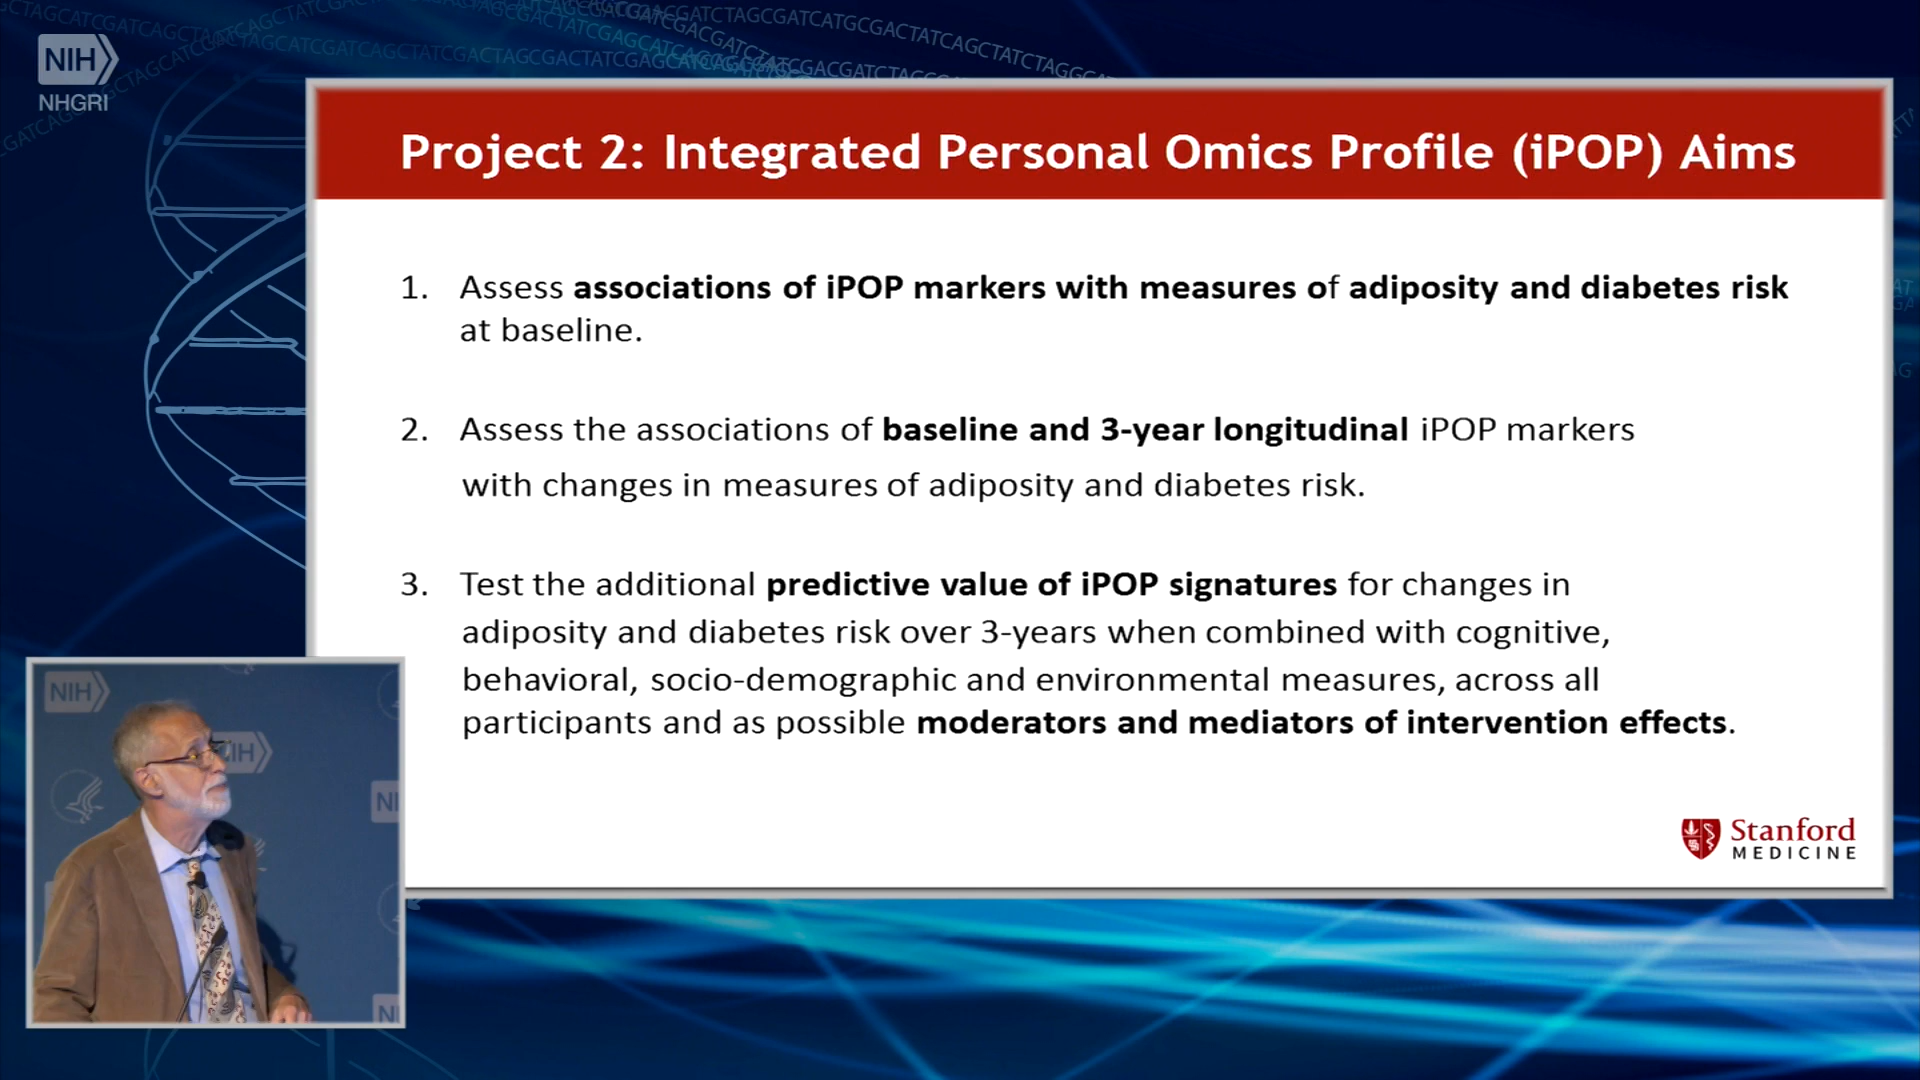 NIH
NHGRI
Project 2: Integrated Personal Omics Profile (iPOP) Aims
1. Assess associations of iPOP markers with measures of adiposity and diabetes risk
at baseline.
2. Assess the associations of baseline and 3-year longitudinal iPOP markers
with changes in measures of adiposity and diabetes risk.
3. Test the additional predictive value of iPOP signatures for changes in
adiposity and diabetes risk over 3-years when combined with cognitive,
behavioral, socio-demographic and environmental measures, across all
participants and as possible moderators and mediators of intervention effects.
Stanford
MEDICINE
NIH